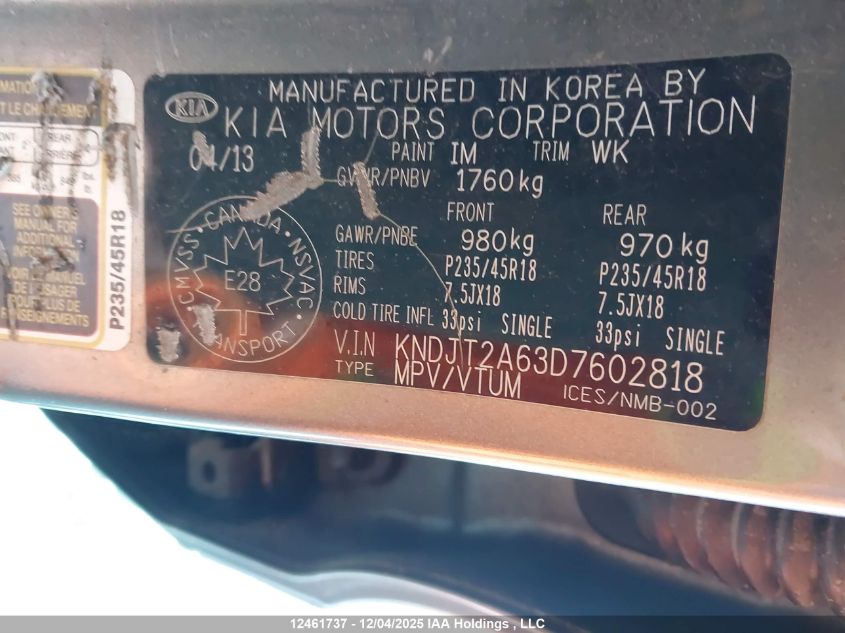 KIA
MANUFACTURED IN KOREA BY
KIA MOTORS CORPORATION
04/13 PAINT IM TRIM WK
GVWR/PNBV 1760kg
FRONT REAR
GAWR/PNBE 980kg 970kg
TIRES P235/45R18 P235/45R18
RIMS 7.5JX18 7.5JX18
COLD TIRE INFL 33psi SINGLE 33psi SINGLE
V.I.N KNDJT2A63D7602818
TYPE MPV/VTUM ICES/NMB-002
CANADA · NSVAC · TRANSPORT · CMVSS
E28
REAR
SEE OWNER'S
MANUAL FOR
ADDITIONAL
P235/45R18
12461737 - 12/04/2025 IAA Holdings , LLC